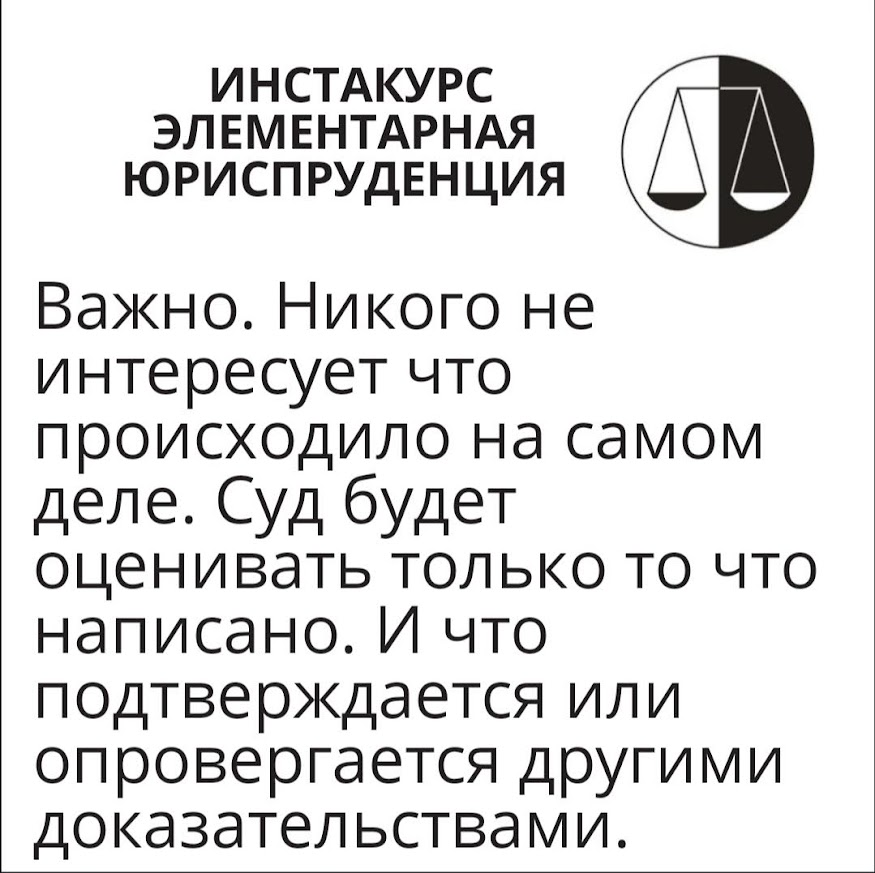 ИНСТАКУРС
ЭЛЕМЕНТАРНАЯ
ЮРИСПРУДЕНЦИЯ
Важно. Никого не
интересует что
происходило на самом
деле. Суд будет
оценивать только то что
написано. И что
подтверждается или
опровергается другими
доказательствами.